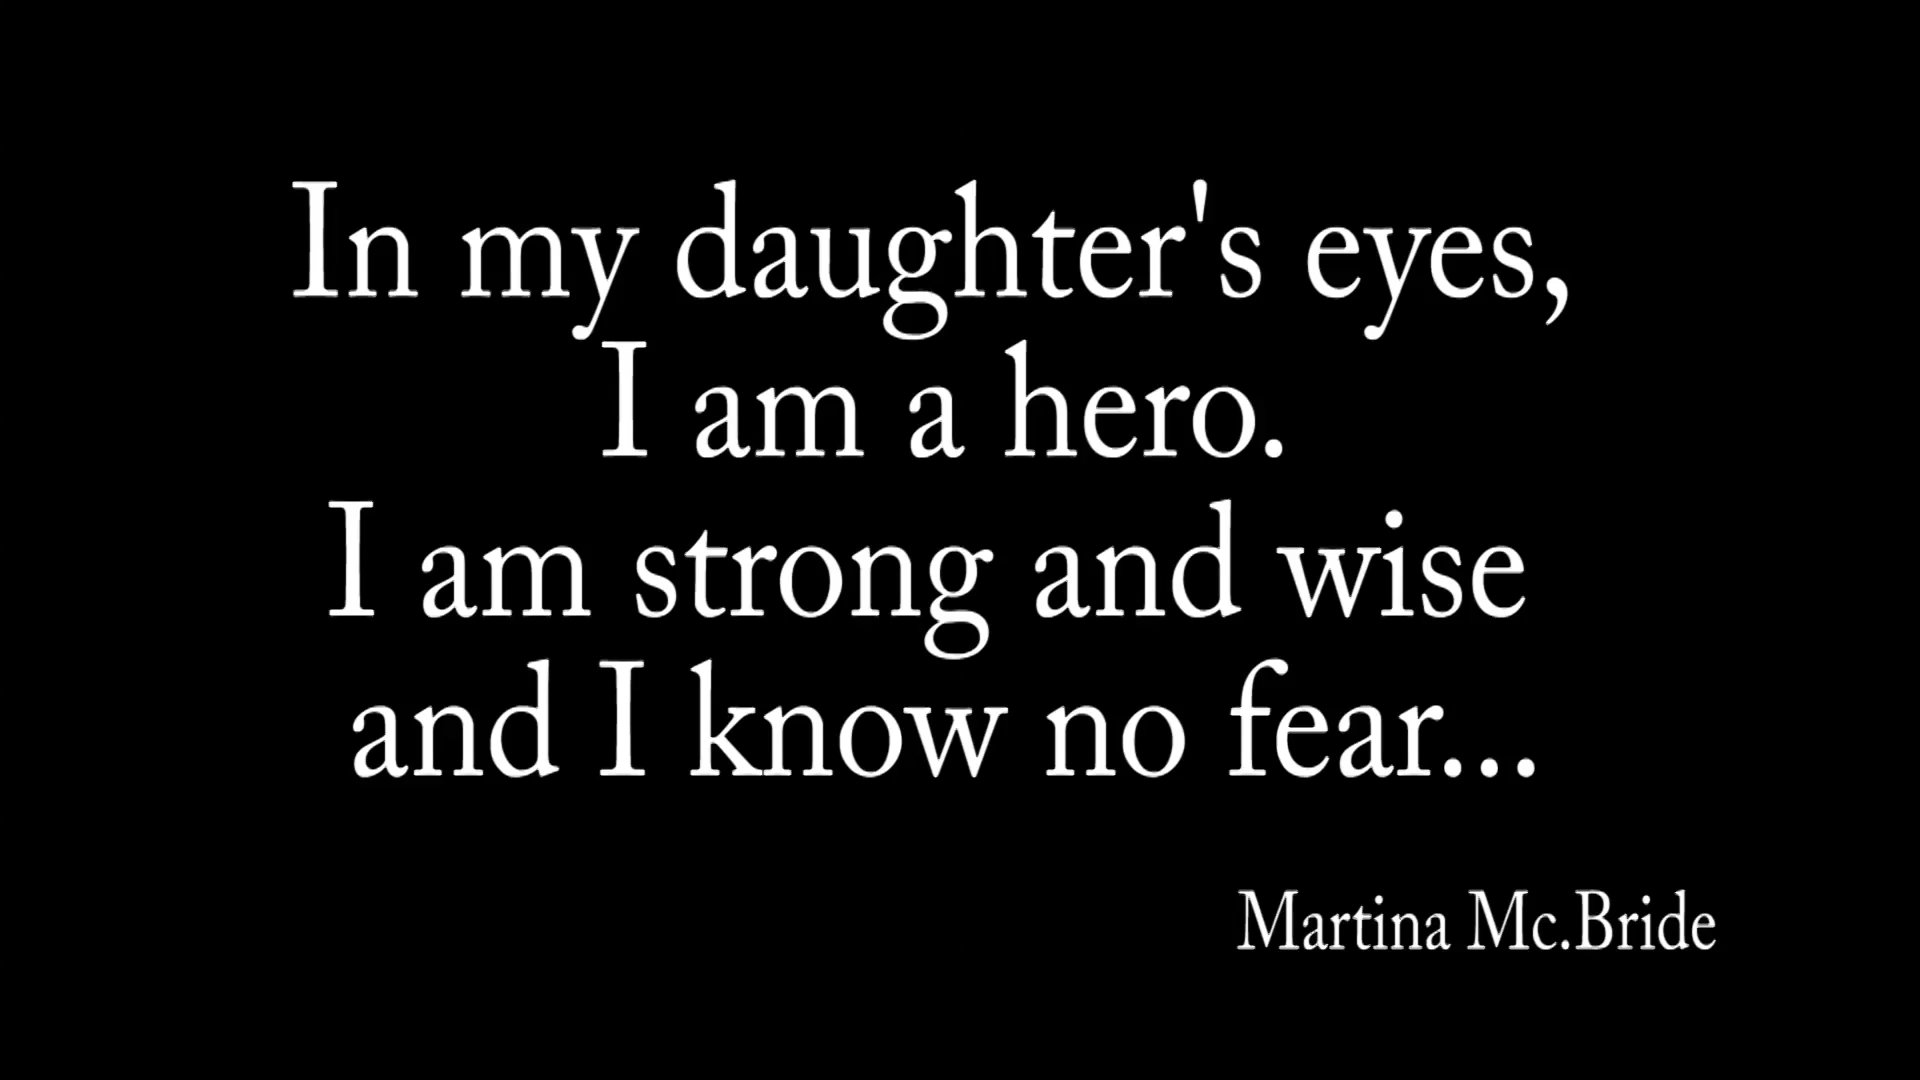 In my daughter's eyes,
I am a hero.
I am strong and wise
and I know no fear...
Martina Mc.Bride